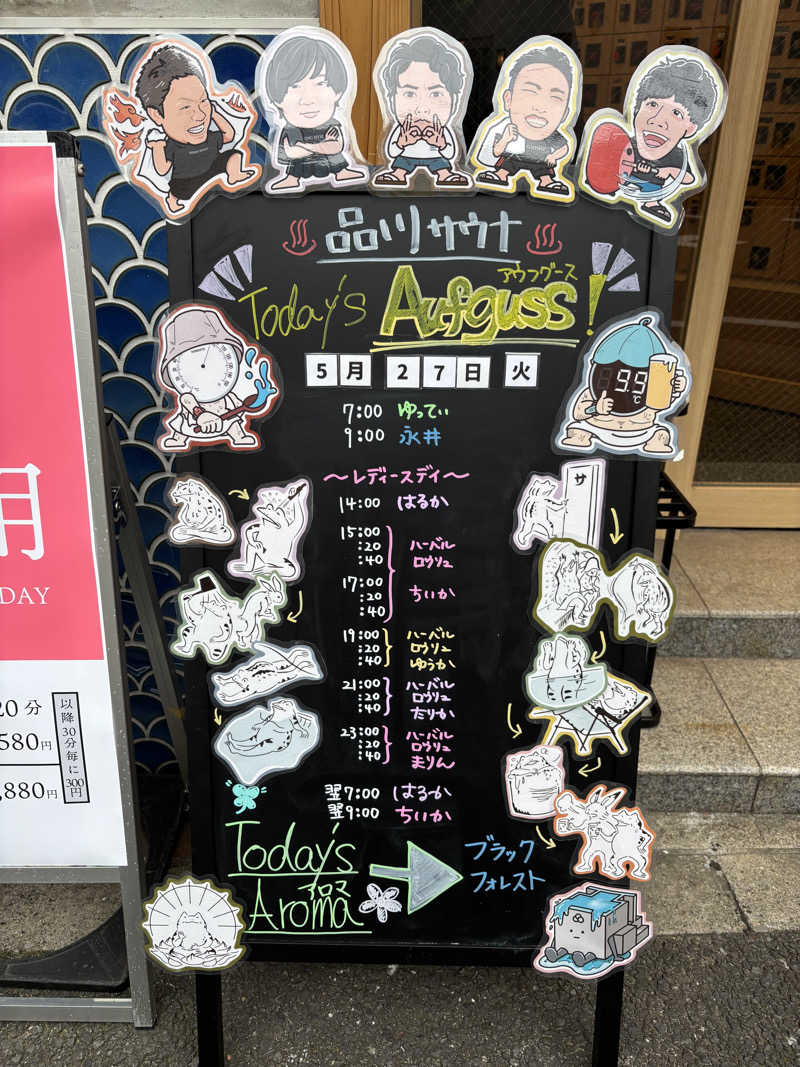 品川サウナ
アウフグース
Today's Aufguss!
5月27日火
7:00 ゆってぃ
9:00 永井
～レディースデイ～
14:00 はるか
15:00
:20 ハーバル
:40 ロウリュ
17:00 ちいか
:20
:40
19:00 ハーバル
:20 ロウリュ
:40 ゆうか
21:00 ハーバル
:20 ロウリュ
:40 たりか
23:00 ハーバル
:20 ロウリュ
:40 まりん
翌7:00 はるか
翌9:00 ちいか
Today's
アロマ
Aroma
ブラック
フォレスト
99
℃
サ
DAY
20分
580円
,880円
以降30分毎に300円